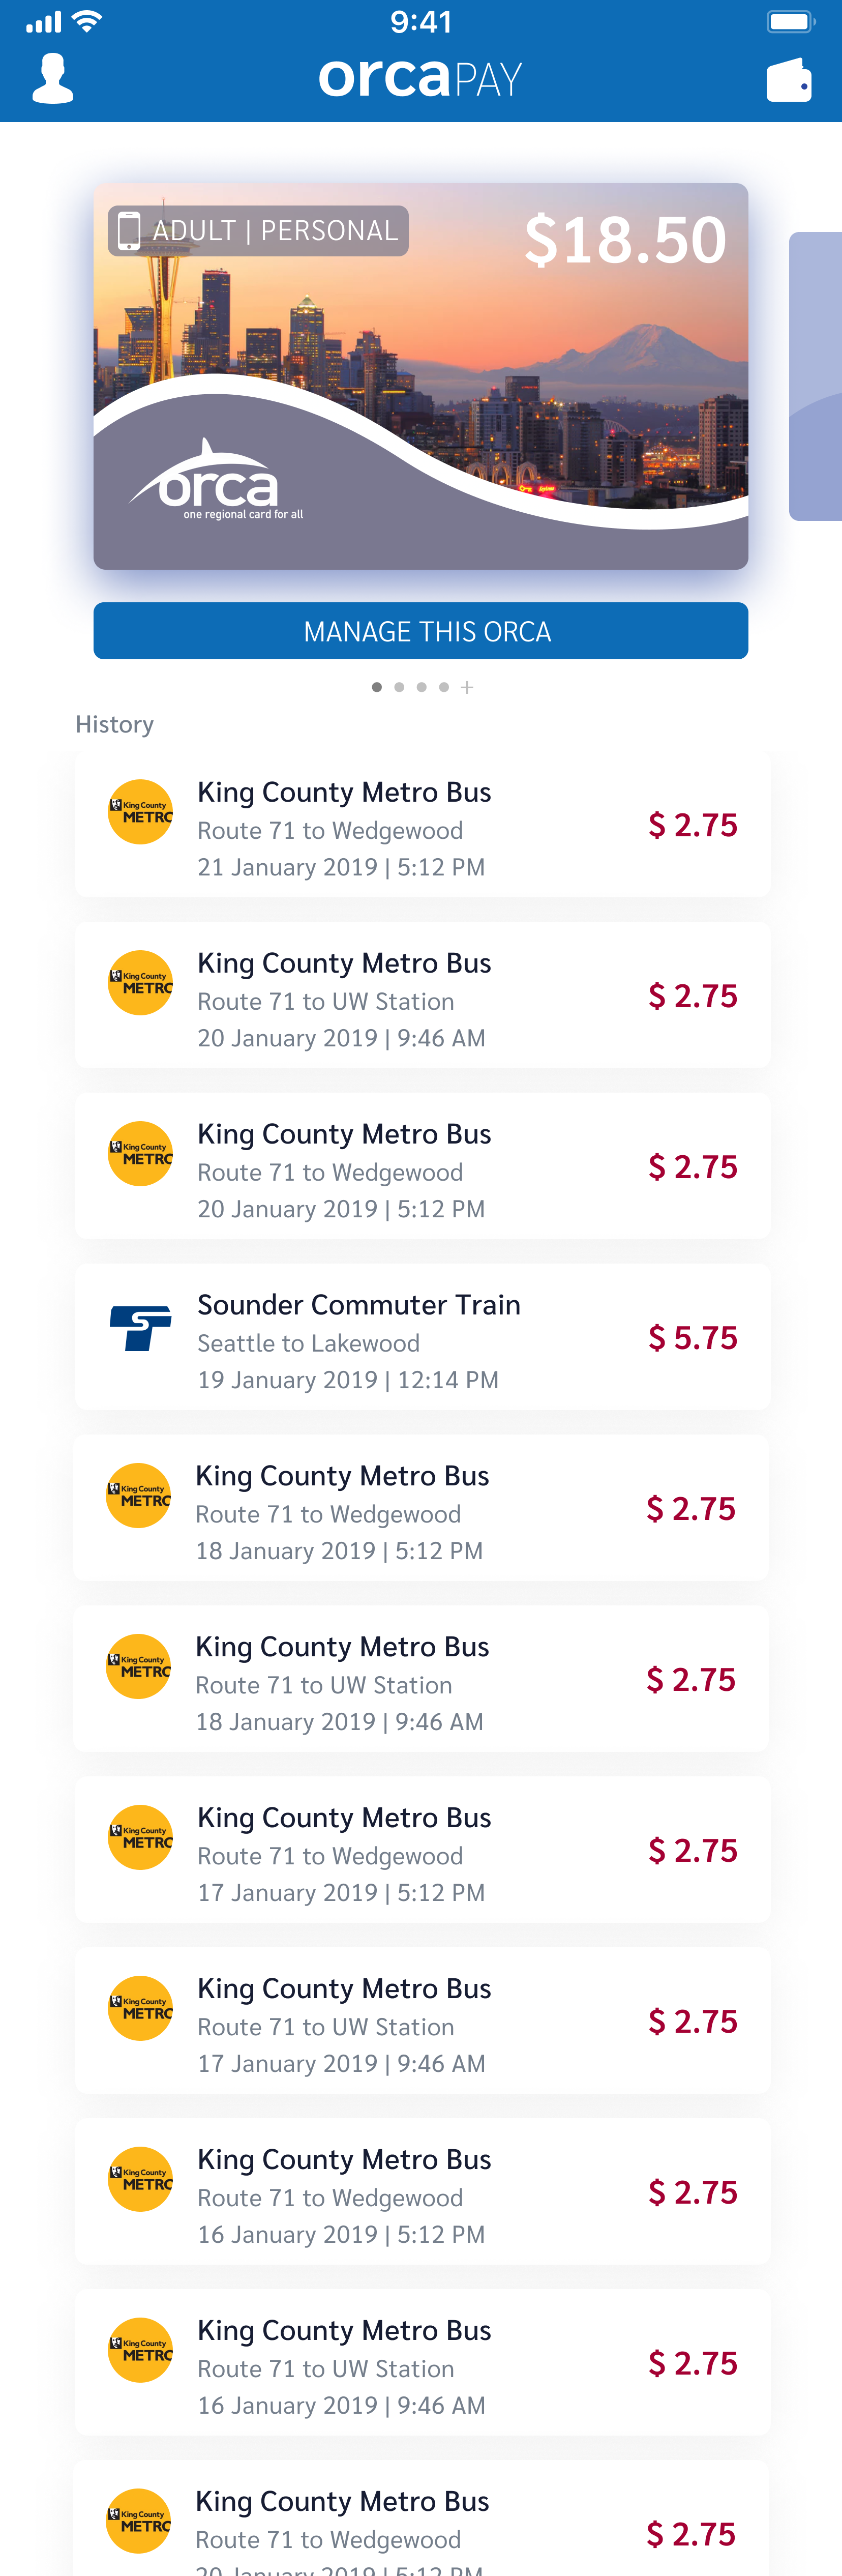 9:41
orcaPAY
ADULT | PERSONAL
$18.50
orca
one regional card for all
MANAGE THIS ORCA
+
History
King County
METRO
King County Metro Bus
Route 71 to Wedgewood
21 January 2019 | 5:12 PM
$ 2.75
King County
METRO
King County Metro Bus
Route 71 to UW Station
20 January 2019 | 9:46 AM
$ 2.75
King County
METRO
King County Metro Bus
Route 71 to Wedgewood
20 January 2019 | 5:12 PM
$ 2.75
Sounder Commuter Train
Seattle to Lakewood
19 January 2019 | 12:14 PM
$ 5.75
King County
METRO
King County Metro Bus
Route 71 to Wedgewood
18 January 2019 | 5:12 PM
$ 2.75
King County
METRO
King County Metro Bus
Route 71 to UW Station
18 January 2019 | 9:46 AM
$ 2.75
King County
METRO
King County Metro Bus
Route 71 to Wedgewood
17 January 2019 | 5:12 PM
$ 2.75
King County
METRO
King County Metro Bus
Route 71 to UW Station
17 January 2019 | 9:46 AM
$ 2.75
King County
METRO
King County Metro Bus
Route 71 to Wedgewood
16 January 2019 | 5:12 PM
$ 2.75
King County
METRO
King County Metro Bus
Route 71 to UW Station
16 January 2019 | 9:46 AM
$ 2.75
King County
METRO
King County Metro Bus
Route 71 to Wedgewood
20 January 2019 | 5:12 PM
$ 2.75